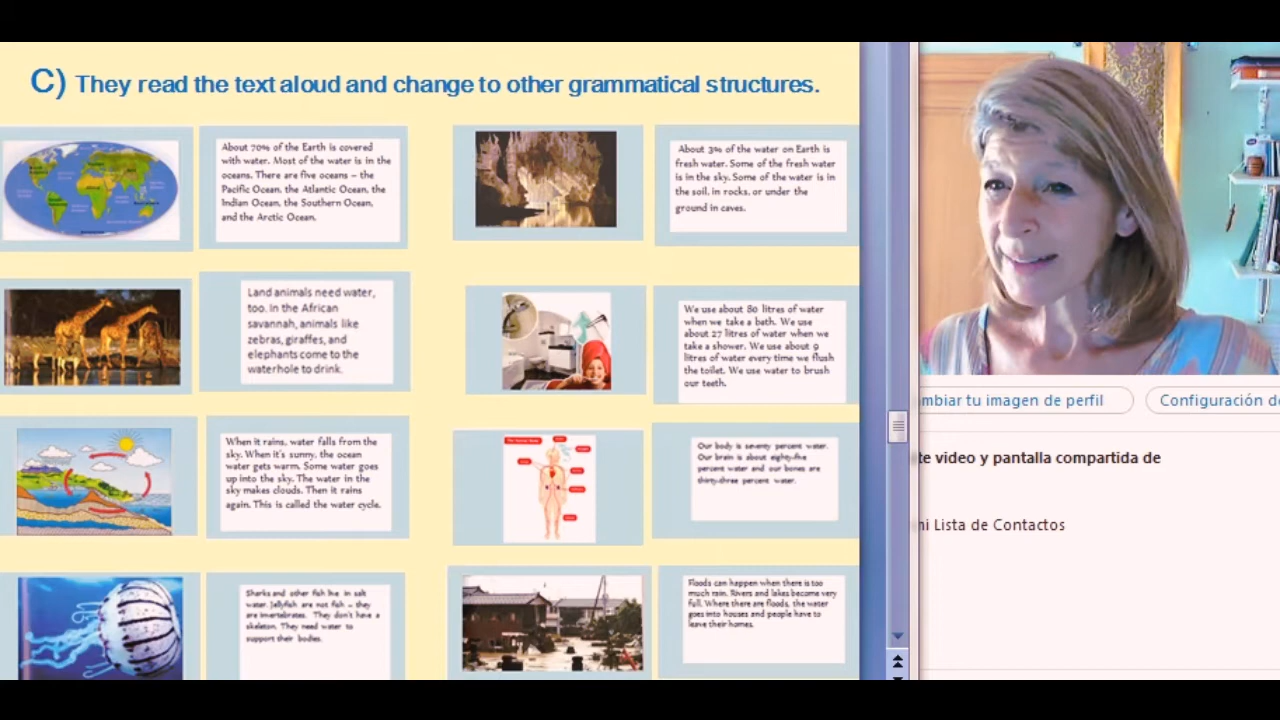 C) They read the text aloud and change to other grammatical structures.
About 70% of the Earth is covered
with water. Most of the water is in the
oceans. There are five oceans – the
Pacific Ocean, the Atlantic Ocean, the
Indian Ocean, the Southern Ocean,
and the Arctic Ocean.
About 3% of the water on Earth is
fresh water. Some of the fresh water
is in the sky. Some of the water is in
the soil, in rocks, or under the
ground in caves.
Land animals need water,
too. In the African
savannah, animals like
zebras, giraffes, and
elephants come to the
waterhole to drink.
We use about 80 litres of water
when we take a bath. We use
about 27 litres of water when we
take a shower. We use about 9
litres of water every time we flush
the toilet. We use water to brush
our teeth.
When it rains, water falls from the
sky. When it's sunny, the ocean
water gets warm. Some water goes
up into the sky. The water in the
sky makes clouds. Then it rains
again. This is called the water cycle.
Our body is seventy percent water.
Our brain is about eighty-five
percent water and our bones are
thirty-three percent water.
Sharks and other fish live in salt
water. Jellyfish are not fish – they
are invertebrates. They don't have a
skeleton. They need water to
support their bodies.
Floods can happen when there is too
much rain. Rivers and lakes become very
full. Where there are floods, the water
goes into houses and people have to
leave their homes.
mbiar tu imagen de perfil
Configuración de
te video y pantalla compartida de
ni Lista de Contactos